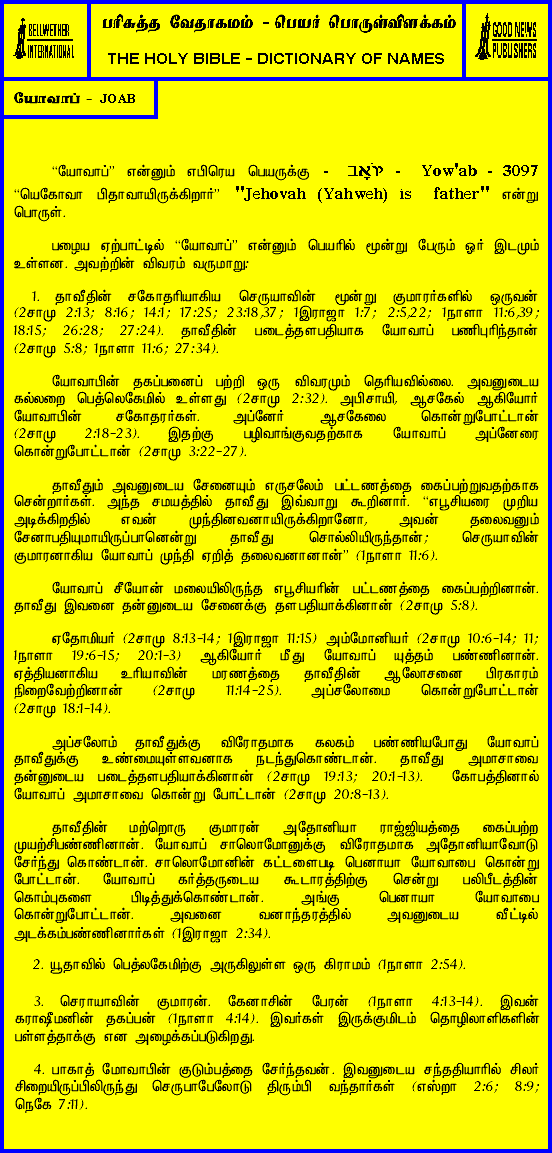 BELLWETHER
INTERNATIONAL
பரிசுத்த வேதாகமம் - பெயர் பொருள்விளக்கம்
THE HOLY BIBLE - DICTIONARY OF NAMES
GOOD NEWS
PUBLISHERS
யோவாப் - JOAB
“யோவாப்” என்னும் எபிரெய பெயருக்கு - יוֹאָב - Yow'ab - 3097
“யெகோவா பிதாவாயிருக்கிறார்” "Jehovah (Yahweh) is father" என்று
பொருள்.
பழைய ஏற்பாட்டில் “யோவாப்” என்னும் பெயரில் மூன்று பேரும் ஓர் இடமும்
உள்ளன. அவற்றின் விவரம் வருமாறு:
1. தாவீதின் சகோதரியாகிய செருயாவின் மூன்று குமாரர்களில் ஒருவன்
(2சாமு 2:13; 8:16; 14:1; 17:25; 23:18,37; 1இராஜா 1:7; 2:5,22; 1நாளா 11:6,39;
18:15; 26:28; 27:24). தாவீதின் படைத்தளபதியாக யோவாப் பணிபுரிந்தான்
(2சாமு 5:8; 1நாளா 11:6; 27:34).
யோவாபின் தகப்பனைப் பற்றி ஒரு விவரமும் தெரியவில்லை. அவனுடைய
கல்லறை பெத்லெகேமில் உள்ளது (2சாமு 2:32). அபிசாயி, ஆசகேல் ஆகியோர்
யோவாபின் சகோதரர்கள். அப்னேர் ஆசகேலை கொன்றுபோட்டான்
(2சாமு 2:18-23). இதற்கு பழிவாங்குவதற்காக யோவாப் அப்னேரை
கொன்றுபோட்டான் (2சாமு 3:22-27).
தாவீதும் அவனுடைய சேனையும் எருசலேம் பட்டணத்தை கைப்பற்றுவதற்காக
சென்றார்கள். அந்த சமயத்தில் தாவீது இவ்வாறு கூறினார். “எபூசியரை முறிய
அடிக்கிறதில் எவன் முந்தினவனாயிருக்கிறானோ, அவன் தலைவனும்
சேனாபதியுமாயிருப்பானென்று தாவீது சொல்லியிருந்தான்; செருயாவின்
குமாரனாகிய யோவாப் முந்தி ஏறித் தலைவனானான்” (1நாளா 11:6).
யோவாப் சீயோன் மலையிலிருந்த எபூசியரின் பட்டணத்தை கைப்பற்றினான்.
தாவீது இவனை தன்னுடைய சேனைக்கு தளபதியாக்கினான் (2சாமு 5:8).
ஏதோமியர் (2சாமு 8:13-14; 1இராஜா 11:15) அம்மோனியர் (2சாமு 10:6-14; 11;
1நாளா 19:6-15; 20:1-3) ஆகியோர் மீது யோவாப் யுத்தம் பண்ணினான்.
ஏத்தியனாகிய உரியாவின் மரணத்தை தாவீதின் ஆலோசனை பிரகாரம்
நிறைவேற்றினான் (2சாமு 11:14-25). அப்சலோமை கொன்றுபோட்டான்
(2சாமு 18:1-14).
அப்சலோம் தாவீதுக்கு விரோதமாக கலகம் பண்ணியபோது யோவாப்
தாவீதுக்கு உண்மையுள்ளவனாக நடந்துகொண்டான். தாவீது அமாசாவை
தன்னுடைய படைத்தளபதியாக்கினான் (2சாமு 19:13; 20:1-13). கோபத்தினால்
யோவாப் அமாசாவை கொன்று போட்டான் (2சாமு 20:8-13).
தாவீதின் மற்றொரு குமாரன் அதோனியா ராஜ்ஜியத்தை கைப்பற்ற
முயற்சிபண்ணினான். யோவாப் சாலொமோனுக்கு விரோதமாக அதோனியாவோடு
சேர்ந்து கொண்டான். சாலொமோனின் கட்டளைபடி பெனாயா யோவாபை கொன்று
போட்டான். யோவாப் கர்த்தருடைய கூடாரத்திற்கு சென்று பலிபீடத்தின்
கொம்புகளை பிடித்துக்கொண்டான். அங்கு பெனாயா யோவாபை
கொன்றுபோட்டான். அவனை வனாந்தரத்தில் அவனுடைய வீட்டில்
அடக்கம்பண்ணினார்கள் (1இராஜா 2:34).
2. யூதாவில் பெத்லகேமிற்கு அருகிலுள்ள ஒரு கிராமம் (1நாளா 2:54).
3. செராயாவின் குமாரன். கேனாசின் பேரன் (1நாளா 4:13-14). இவன்
கராஷீமனின் தகப்பன் (1நாளா 4:14). இவர்கள் இருக்குமிடம் தொழிலாளிகளின்
பள்ளத்தாக்கு என அழைக்கப்படுகிறது.
4. பாகாத் மோவாபின் குடும்பத்தை சேர்ந்தவன். இவனுடைய சந்ததியாரில் சிலர்
சிறையிருப்பிலிருந்து செருபாபேலோடு திரும்பி வந்தார்கள் (எஸ்றா 2:6; 8:9;
நெகே 7:11).